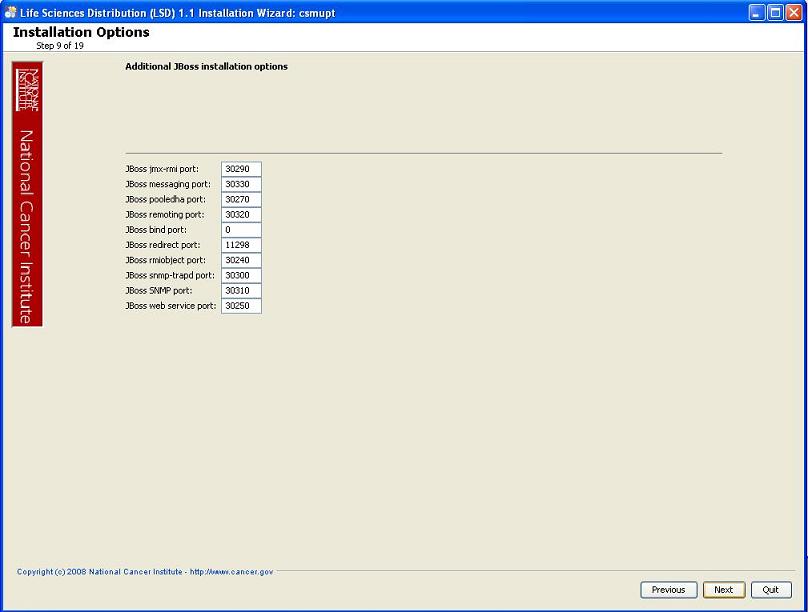 Life Sciences Distribution (LSD) 1.1 Installation Wizard: csmupt
Installation Options
Step 9 of 19
NATIONAL CANCER INSTITUTE
National Cancer Institute
Additional JBoss installation options
JBoss jmx-rmi port: 30290
JBoss messaging port: 30330
JBoss pooledha port: 30270
JBoss remoting port: 30320
JBoss bind port: 0
JBoss redirect port: 11298
JBoss rmiobject port: 30240
JBoss snmp-trapd port: 30300
JBoss SNMP port: 30310
JBoss web service port: 30250
Copyright (c) 2008 National Cancer Institute - http://www.cancer.gov
Previous Next Quit